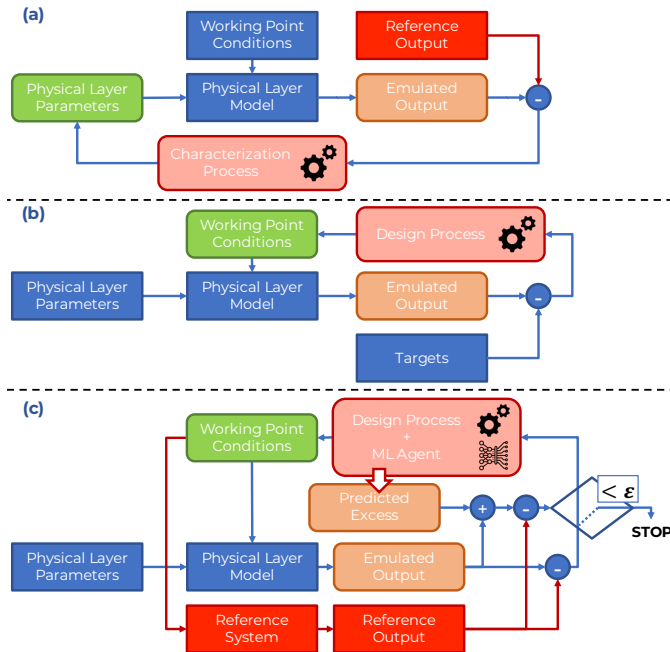 (a)
Working Point
Conditions
Reference
Output
Physical Layer
Parameters
Physical Layer
Model
Emulated
Output
-
Characterization
Process
(b)
Working Point
Conditions
Design Process
Physical Layer
Parameters
Physical Layer
Model
Emulated
Output
-
Targets
(c)
Working Point
Conditions
Design Process
+
ML Agent
Predicted
Excess
+
-
< ε
STOP
Physical Layer
Parameters
Physical Layer
Model
Emulated
Output
-
Reference
System
Reference
Output